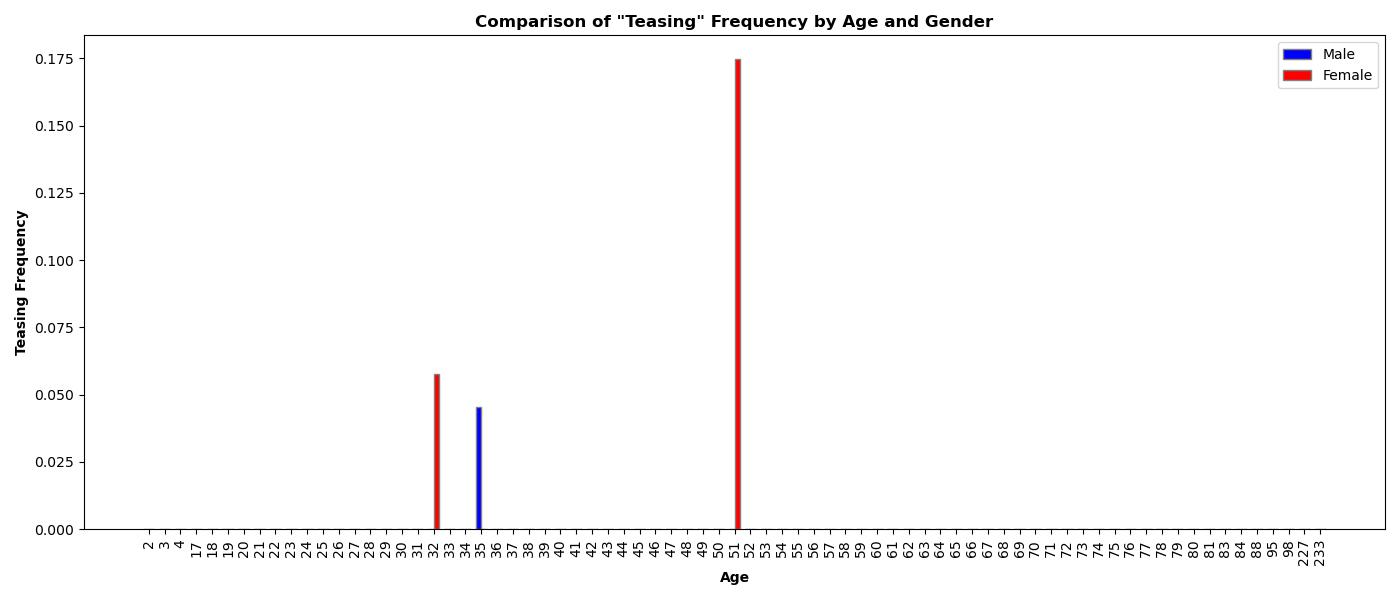 Comparison of "Teasing" Frequency by Age and Gender
Male
Female
0.175
0.150
0.125
0.100
0.075
0.050
0.025
0.000
Teasing Frequency
2 3 4 17 18 19 20 21 22 23 24 25 26 27 28 29 30 31 32 33 34 35 36 37 38 39 40 41 42 43 44 45 46 47 48 49 50 51 52 53 54 55 56 57 58 59 60 61 62 63 64 65 66 67 68 69 70 71 72 73 74 75 76 77 78 79 80 81 83 84 88 95 98 227 233
Age